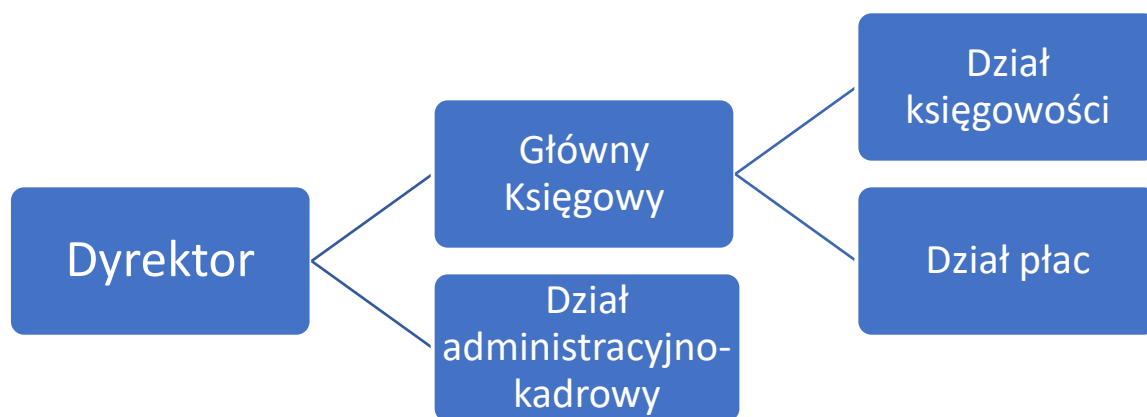 Dyrektor
Główny
Księgowy
Dział
administracyjno-
kadrowy
Dział
księgowości
Dział płac